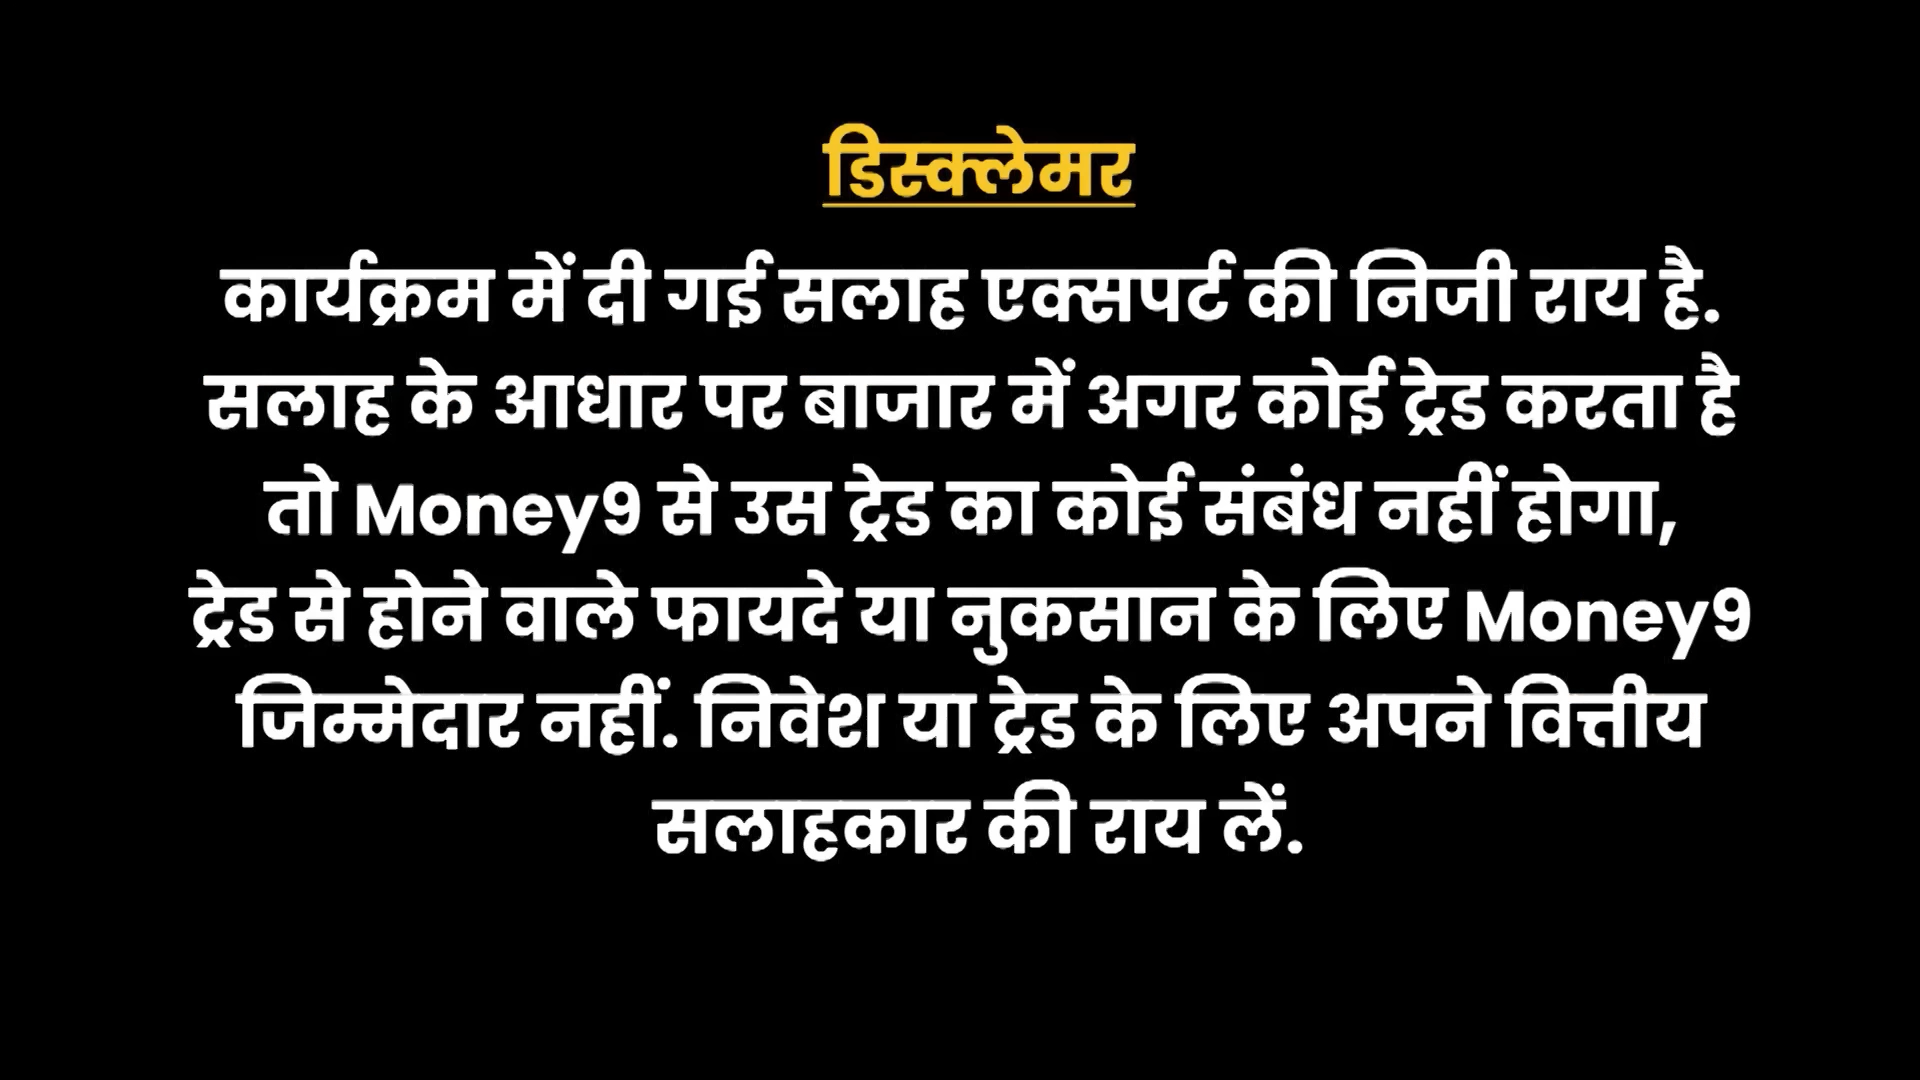 डिस्क्लेमर
कार्यक्रम में दी गई सलाह एक्सपर्ट की निजी राय है.
सलाह के आधार पर बाजार में अगर कोई ट्रेड करता है
तो Money9 से उस ट्रेड का कोई संबंध नहीं होगा,
ट्रेड से होने वाले फायदे या नुकसान के लिए Money9
जिम्मेदार नहीं. निवेश या ट्रेड के लिए अपने वित्तीय
सलाहकार की राय लें.